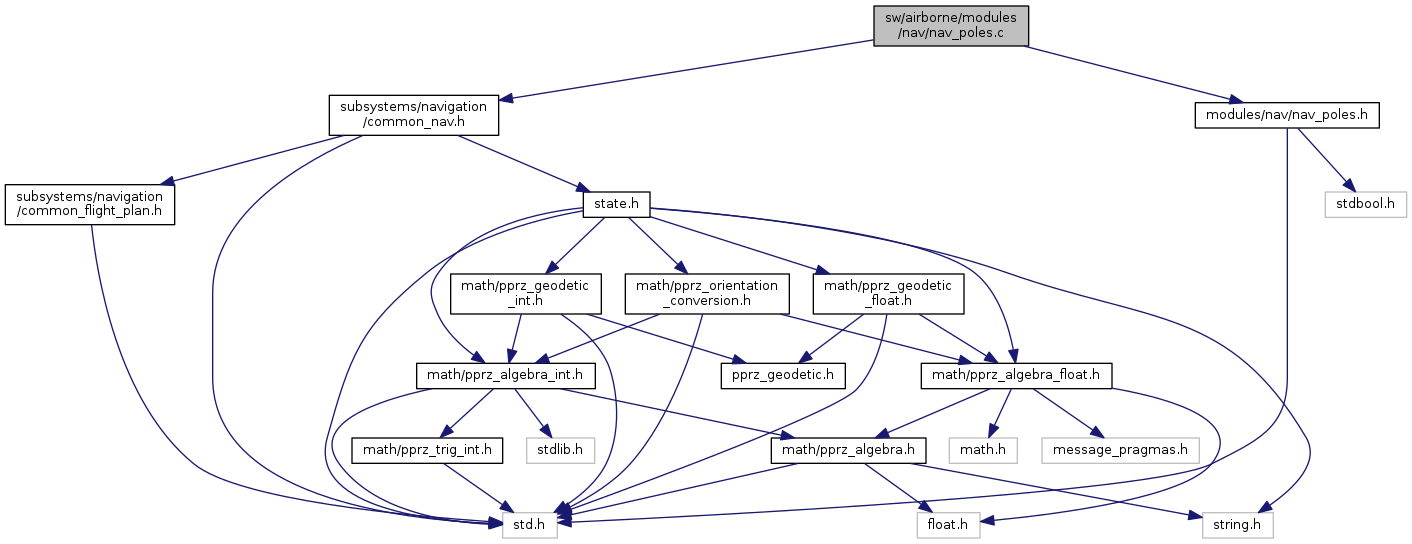 sw/airborne/modules
/nav/nav_poles.c
subsystems/navigation
/common_nav.h
modules/nav/nav_poles.h
subsystems/navigation
/common_flight_plan.h
state.h
stdbool.h
math/pprz_geodetic
_int.h
math/pprz_orientation
_conversion.h
math/pprz_geodetic
_float.h
math/pprz_algebra_int.h
pprz_geodetic.h
math/pprz_algebra_float.h
math/pprz_trig_int.h
stdlib.h
math/pprz_algebra.h
math.h
message_pragmas.h
std.h
float.h
string.h